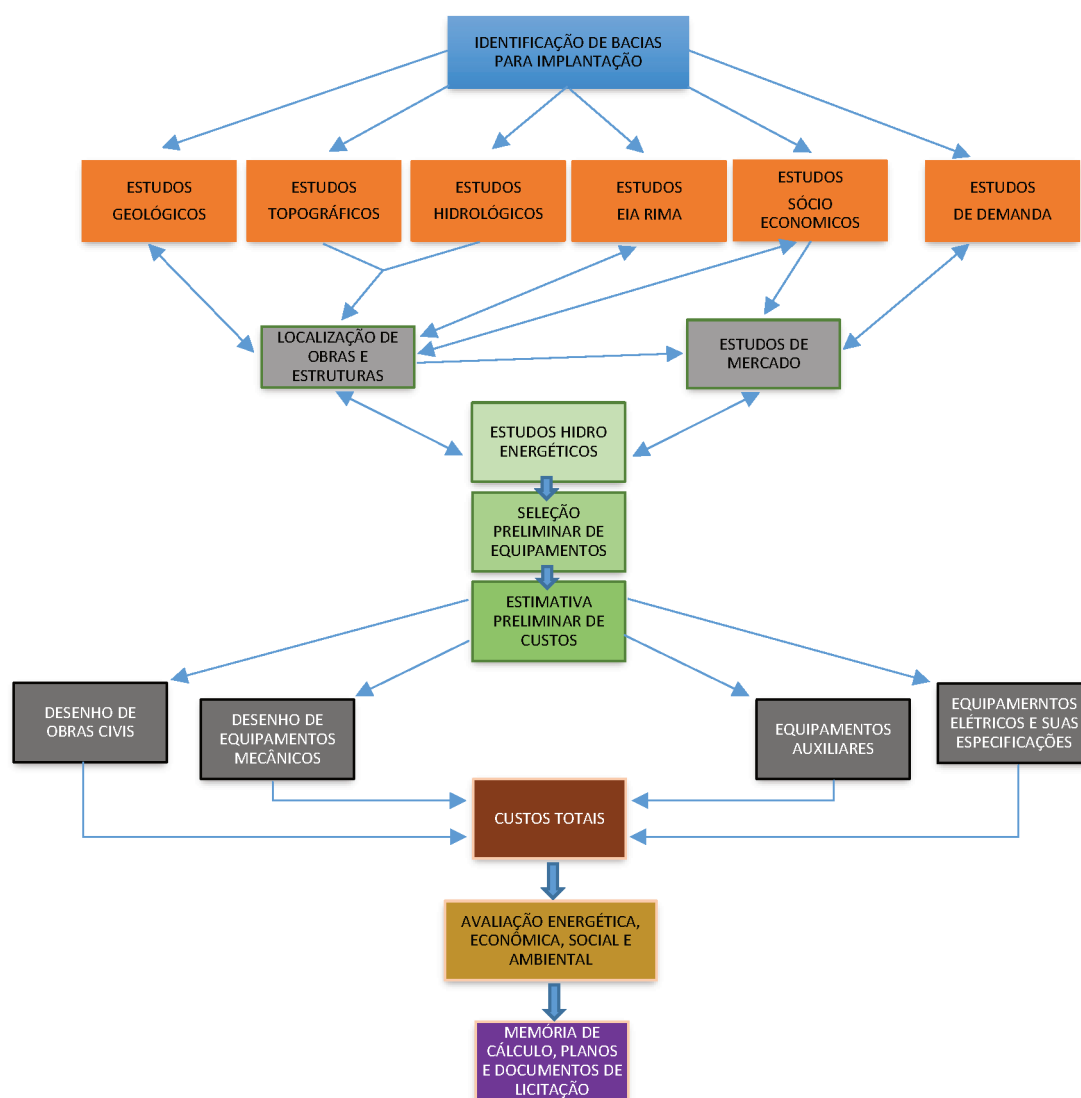 IDENTIFICAÇÃO DE BACIAS
PARA IMPLANTAÇÃO
ESTUDOS
GEOLÓGICOS
ESTUDOS
TOPOGRÁFICOS
ESTUDOS
HIDROLÓGICOS
ESTUDOS
EIA RIMA
ESTUDOS
SÓCIO
ECONOMICOS
ESTUDOS
DE DEMANDA
LOCALIZAÇÃO DE
OBRAS E
ESTRUTURAS
ESTUDOS DE
MERCADO
ESTUDOS HIDRO
ENERGÉTICOS
SELEÇÃO
PRELIMINAR DE
EQUIPAMENTOS
ESTIMATIVA
PRELIMINAR DE
CUSTOS
DESENHO DE
OBRAS CIVIS
DESENHO DE
EQUIPAMENTOS
MECÂNICOS
EQUIPAMENTOS
AUXILIARES
EQUIPAMERNTOS
ELÉTRICOS E SUAS
ESPECIFICAÇÕES
CUSTOS TOTAIS
AVALIAÇÃO ENERGÉTICA,
ECONÔMICA, SOCIAL E
AMBIENTAL
MEMÓRIA DE
CÁLCULO, PLANOS
E DOCUMENTOS DE
LICITAÇÃO